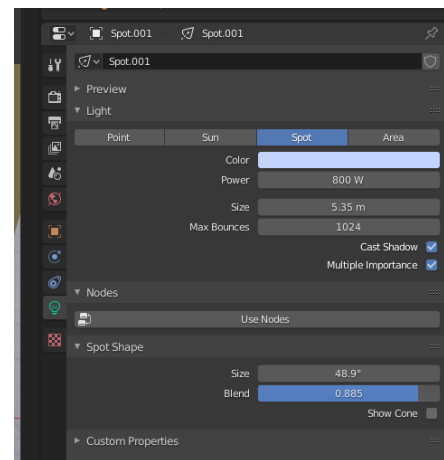 Spot.001 Spot.001
Spot.001
Preview
Light
Point Sun Spot Area
Color
Power 800 W
Size 5.35 m
Max Bounces 1024
Cast Shadow
Multiple Importance
Nodes
Use Nodes
Spot Shape
Size 48.9°
Blend 0.885
Show Cone
Custom Properties